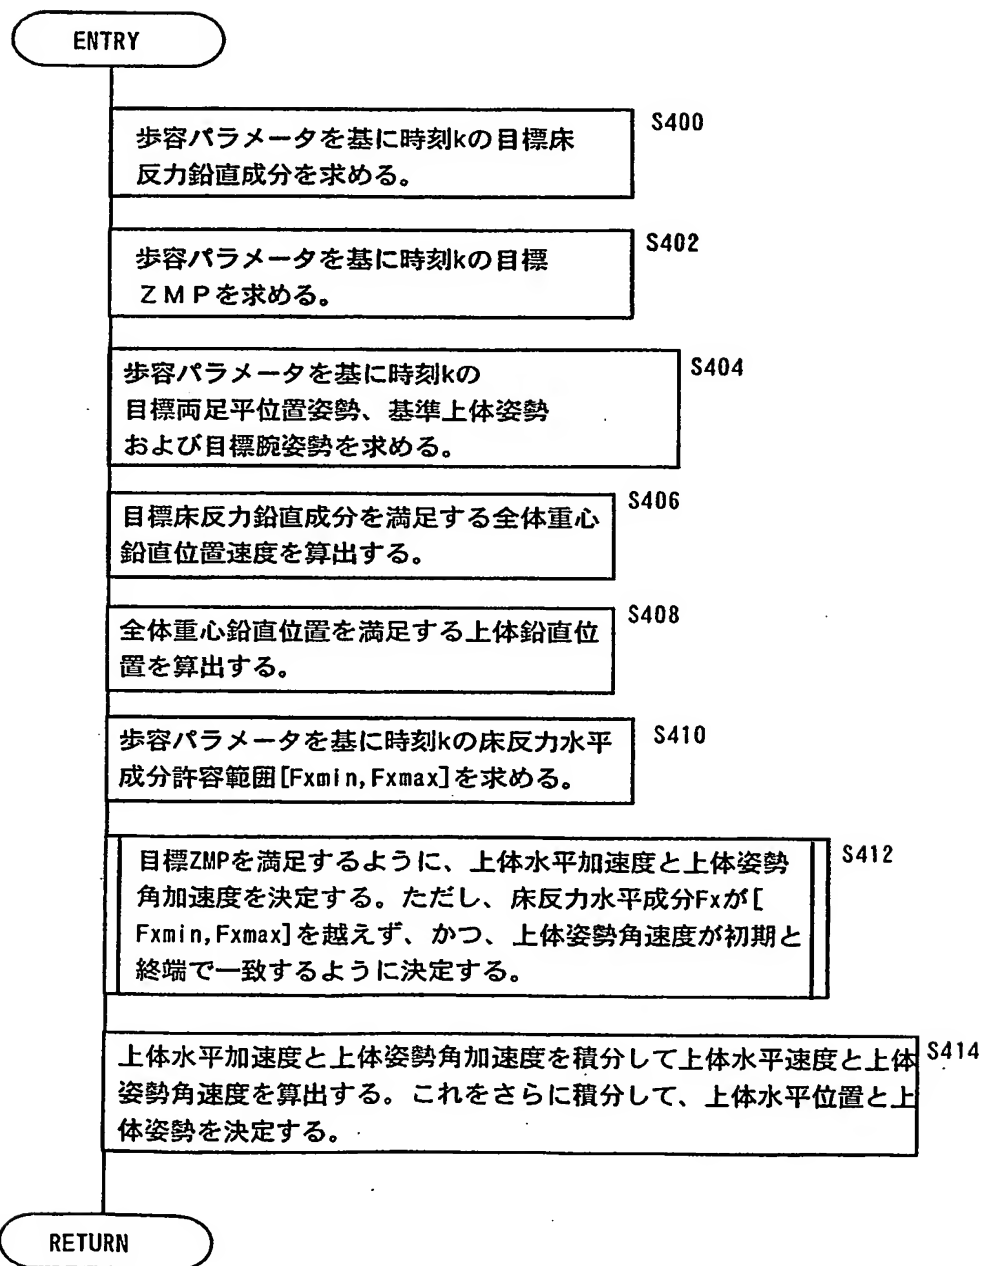 ENTRY
S400
歩容パラメータを基に時刻kの目標床
反力鉛直成分を求める。
S402
歩容パラメータを基に時刻kの目標
ＺＭＰを求める。
S404
歩容パラメータを基に時刻kの
目標両足平位置姿勢、基準上体姿勢
および目標腕姿勢を求める。
S406
目標床反力鉛直成分を満足する全体重心
鉛直位置速度を算出する。
S408
全体重心鉛直位置を満足する上体鉛直位
置を算出する。
S410
歩容パラメータを基に時刻kの床反力水平
成分許容範囲[Fxmin,Fxmax]を求める。
S412
目標ZMPを満足するように、上体水平加速度と上体姿勢
角加速度を決定する。ただし、床反力水平成分Fxが[
Fxmin,Fxmax]を越えず、かつ、上体姿勢角速度が初期と
終端で一致するように決定する。
S414
上体水平加速度と上体姿勢角加速度を積分して上体水平速度と上体
姿勢角速度を算出する。これをさらに積分して、上体水平位置と上
体姿勢を決定する。
RETURN